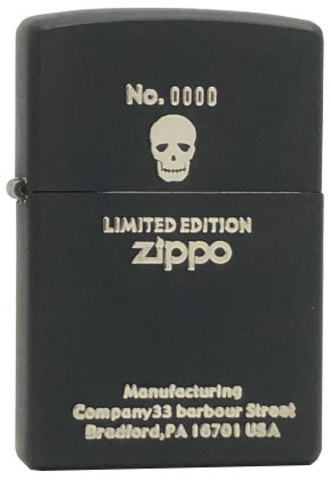 No. 0000
LIMITED EDITION
zippo
Manufacturing
Company33 barbour Street
Bradford,PA 16701 USA